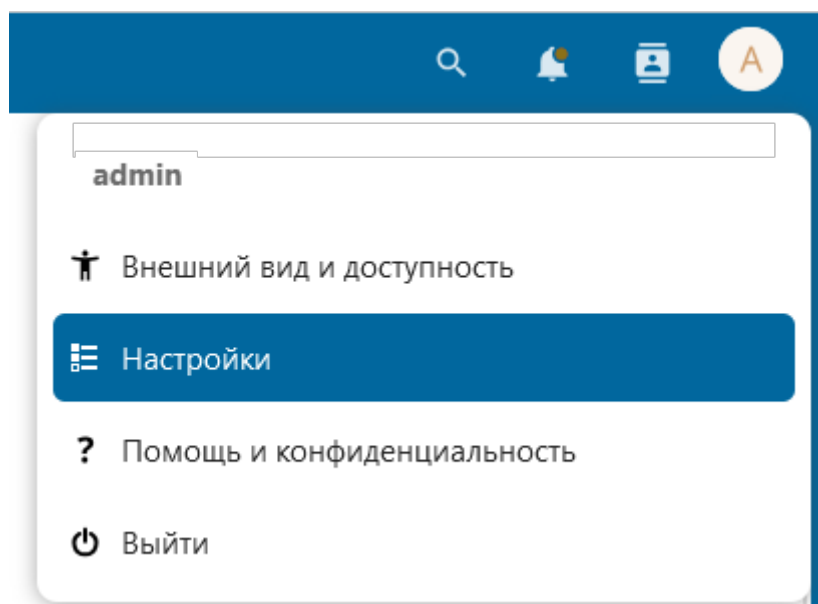 A
admin
Внешний вид и доступность
Настройки
? Помощь и конфиденциальность
Выйти